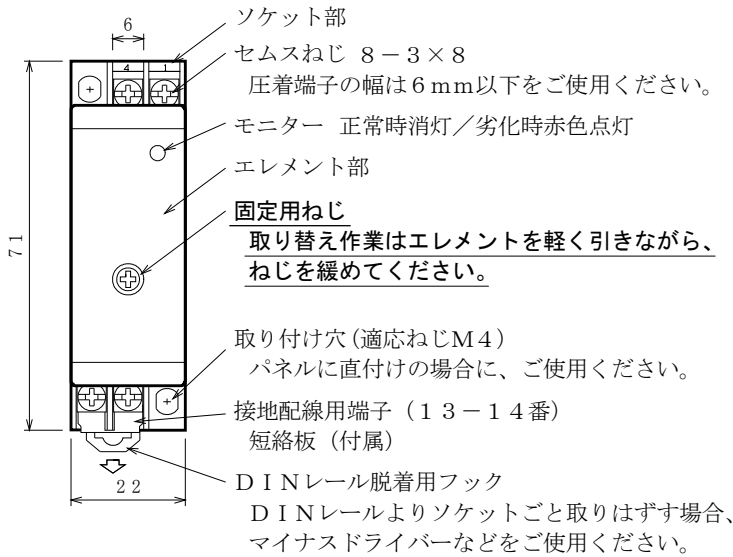 6
ソケット部
セムスねじ ８－３×８
圧着端子の幅は６ｍｍ以下をご使用ください。
4 1
モニター 正常時消灯／劣化時赤色点灯
エレメント部
固定用ねじ
取り替え作業はエレメントを軽く引きながら、
ねじを緩めてください。
71
取り付け穴(適応ねじＭ４)
パネルに直付けの場合に、ご使用ください。
接地配線用端子（１３－１４番）
短絡板（付属）
22
ＤＩＮレール脱着用フック
ＤＩＮレールよりソケットごと取りはずす場合、
マイナスドライバーなどをご使用ください。